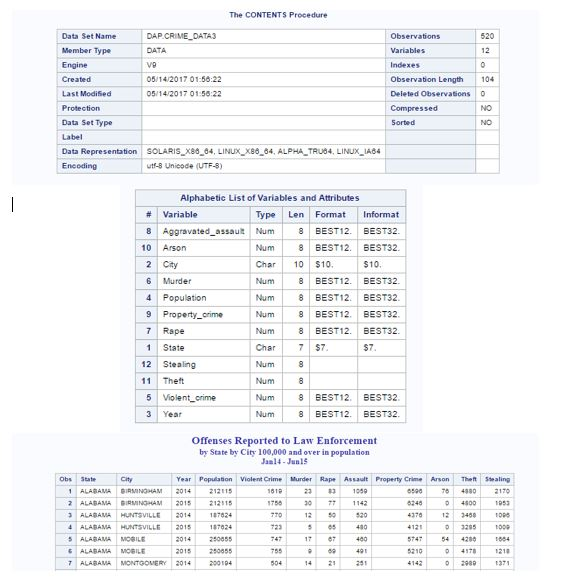 The CONTENTS Procedure
Data Set Name DAP.CRIME_DATA3 Observations 520
Member Type DATA Variables 12
Engine V9 Indexes 0
Created 05/14/2017 01:56:22 Observation Length 104
Last Modified 05/14/2017 01:56:22 Deleted Observations 0
Protection Compressed NO
Data Set Type Sorted NO
Label
Data Representation SOLARIS_X86_64, LINUX_X86_64, ALPHA_TRU64, LINUX_IA64
Encoding utf-8 Unicode (UTF-8)
Alphabetic List of Variables and Attributes
# Variable Type Len Format Informat
8 Aggravated_assault Num 8 BEST12. BEST32.
10 Arson Num 8 BEST12. BEST32.
2 City Char 10 $10. $10.
6 Murder Num 8 BEST12. BEST32.
4 Population Num 8 BEST12. BEST32.
9 Property_crime Num 8 BEST12. BEST32.
7 Rape Num 8 BEST12. BEST32.
1 State Char 7 $7. $7.
12 Stealing Num 8
11 Theft Num 8
5 Violent_crime Num 8 BEST12. BEST32.
3 Year Num 8 BEST12. BEST32.
Offenses Reported to Law Enforcement
by State by City 100,000 and over in population
Jan14 - Jun15
Obs State City Year Population Violent Crime Murder Rape Assault Property Crime Arson Theft Stealing
1 ALABAMA BIRMINGHAM 2014 212115 1619 23 83 1059 6596 76 4880 2170
2 ALABAMA BIRMINGHAM 2015 212115 1756 30 77 1142 6246 0 4800 1953
3 ALABAMA HUNTSVILLE 2014 187624 770 12 50 520 4376 12 3466 1096
4 ALABAMA HUNTSVILLE 2015 187624 723 5 65 480 4121 0 3285 1009
5 ALABAMA MOBILE 2014 250655 747 17 67 460 5747 54 4286 1664
6 ALABAMA MOBILE 2015 250655 755 9 69 491 5210 0 4178 1218
7 ALABAMA MONTGOMERY 2014 200194 504 14 21 251 4142 0 2989 1371